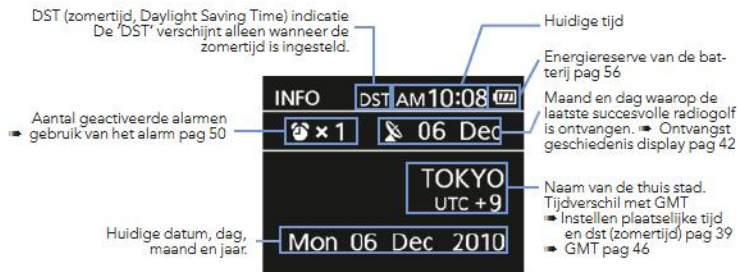 DST (zomertijd, Daylight Saving Time) indicatie
De ‘DST’ verschijnt alleen wanneer de
zomertijd is ingesteld.
Huidige tijd
Energiereserve van de bat-
terij pag 56
Maand en dag waarop de
laatste succesvolle radiogolf
is ontvangen. ➠ Ontvangst
geschiedenis display pag 42
Aantal geactiveerde alarmen
➠ gebruik van het alarm pag 50
INFO DST AM10:08
× 1 06 Dec
TOKYO
UTC +9
Mon 06 Dec 2010
Naam van de thuis stad.
Tijdverschil met GMT
➠ Instellen plaatselijke tijd
en dst (zomertijd) pag 39
➠ GMT pag 46
Huidige datum, dag,
maand en jaar.